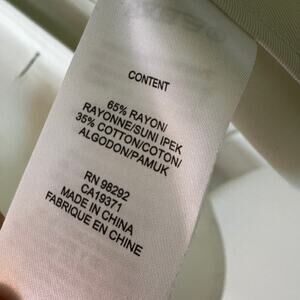 CONTENT
65% RAYON/
RAYONNE/SUNI IPEK
35% COTTON/COTON/
ALGODON/PAMUK
RN 98292
CA19371
MADE IN CHINA
FABRIQUE EN CHINE